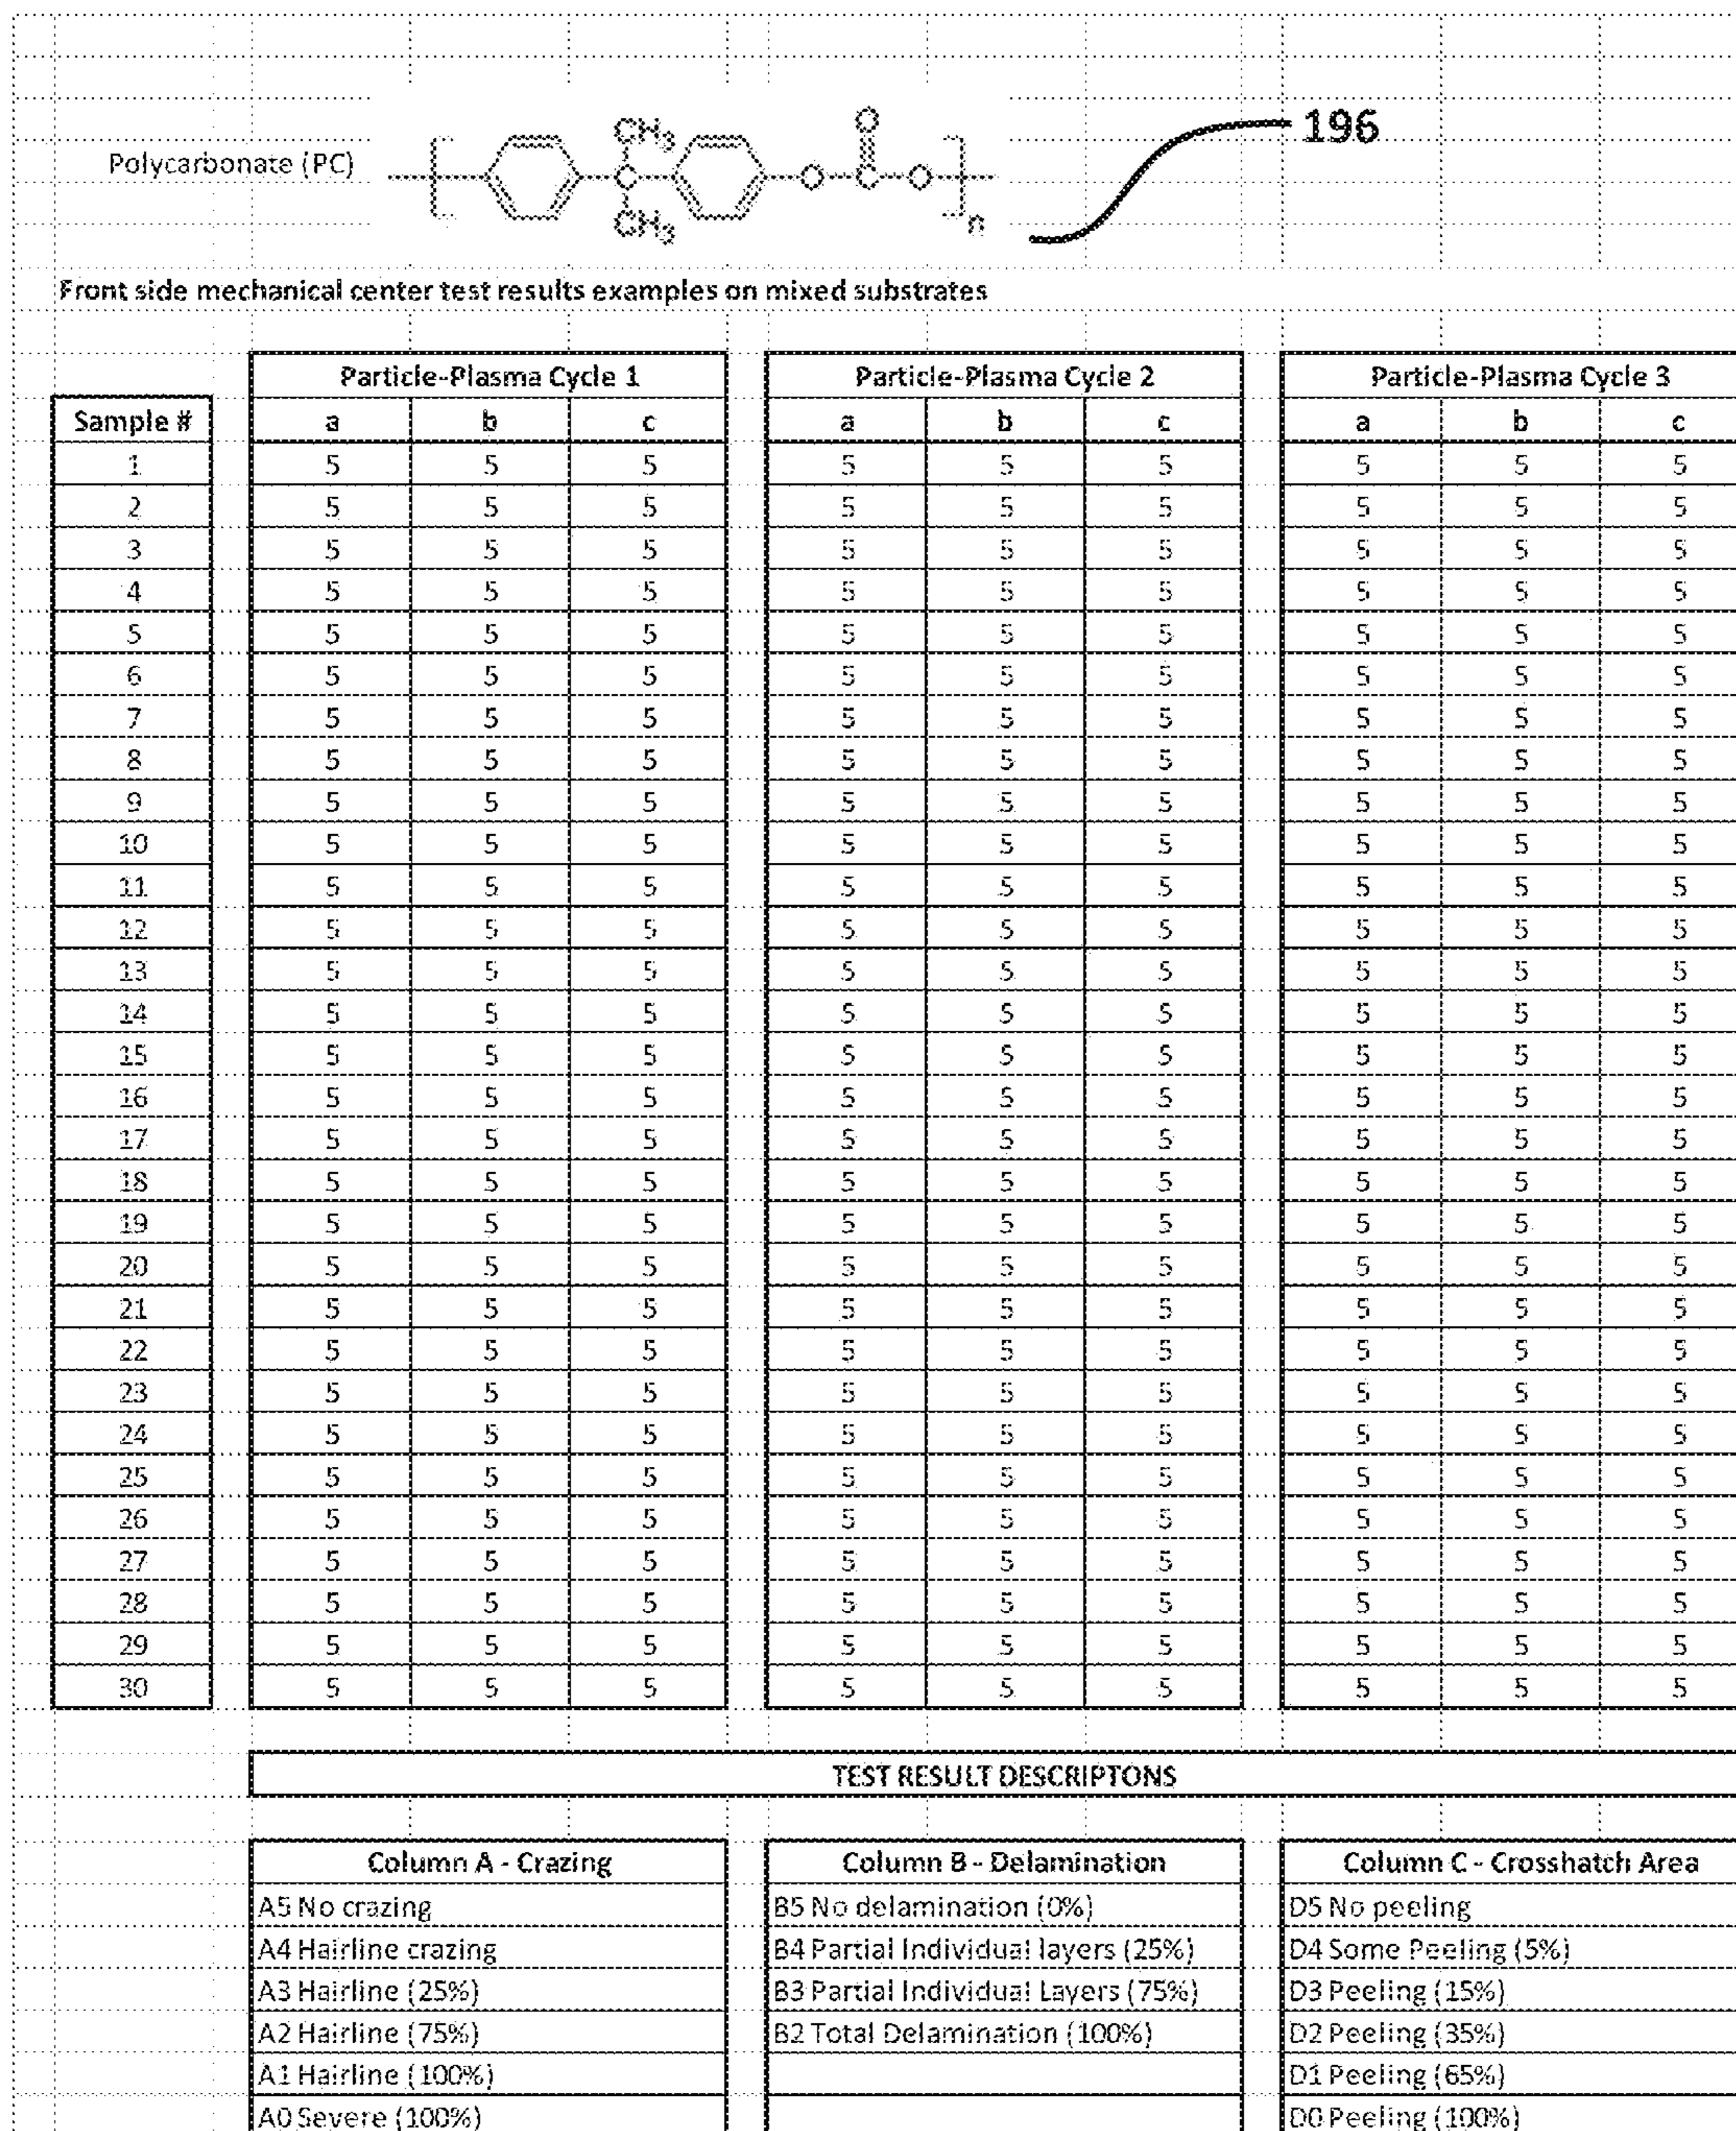 196
Polycarbonate (PC)
CH3
O
C
O
C
O
CH3
n
Front side mechanical center test results examples on mixed substrates
Particle-Plasma Cycle 1 Particle-Plasma Cycle 2 Particle-Plasma Cycle 3
Sample # a b c a b c a b c
1 5 5 5 5 5 5 5 5 5
2 5 5 5 5 5 5 5 5 5
3 5 5 5 5 5 5 5 5 5
4 5 5 5 5 5 5 5 5 5
5 5 5 5 5 5 5 5 5 5
6 5 5 5 5 5 5 5 5 5
7 5 5 5 5 5 5 5 5 5
8 5 5 5 5 5 5 5 5 5
9 5 5 5 5 5 5 5 5 5
10 5 5 5 5 5 5 5 5 5
11 5 5 5 5 5 5 5 5 5
12 5 5 5 5 5 5 5 5 5
13 5 5 5 5 5 5 5 5 5
14 5 5 5 5 5 5 5 5 5
15 5 5 5 5 5 5 5 5 5
16 5 5 5 5 5 5 5 5 5
17 5 5 5 5 5 5 5 5 5
18 5 5 5 5 5 5 5 5 5
19 5 5 5 5 5 5 5 5 5
20 5 5 5 5 5 5 5 5 5
21 5 5 5 5 5 5 5 5 5
22 5 5 5 5 5 5 5 5 5
23 5 5 5 5 5 5 5 5 5
24 5 5 5 5 5 5 5 5 5
25 5 5 5 5 5 5 5 5 5
26 5 5 5 5 5 5 5 5 5
27 5 5 5 5 5 5 5 5 5
28 5 5 5 5 5 5 5 5 5
29 5 5 5 5 5 5 5 5 5
30 5 5 5 5 5 5 5 5 5
TEST RESULT DESCRIPTONS
Column A - Crazing Column B - Delamination Column C - Crosshatch Area
A5 No crazing B5 No delamination (0%) D5 No peeling
A4 Hairline crazing B4 Partial Individual layers (25%) D4 Some Peeling (5%)
A3 Hairline (25%) B3 Partial Individual Layers (75%) D3 Peeling (15%)
A2 Hairline (75%) B2 Total Delamination (100%) D2 Peeling (35%)
A1 Hairline (100%) D1 Peeling (65%)
A0 Severe (100%) D0 Peeling (100%)